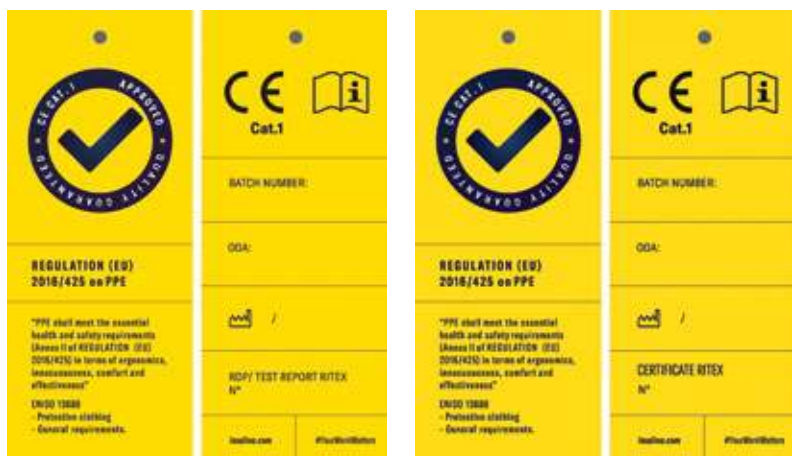 CE CAT. 1 APPROVED
QUALITY GUARANTEED
REGULATION (EU)
2016/425 on PPE
"PPE shall meet the essential
health and safety requirements
(Annex II of REGULATION (EU)
2016/425) in terms of ergonomics,
innocuousness, comfort and
effectiveness"
EN ISO 13688
- Protective clothing
- General requirements.
CE
Cat.1
BATCH NUMBER:
ODA:
/
RDP/ TEST REPORT RITEX
N°
#YourWorkMatters
CE CAT. 1 APPROVED
QUALITY GUARANTEED
REGULATION (EU)
2016/425 on PPE
"PPE shall meet the essential
health and safety requirements
(Annex II of REGULATION (EU)
2016/425) in terms of ergonomics,
innocuousness, comfort and
effectiveness"
EN ISO 13688
- Protective clothing
- General requirements.
CE
Cat.1
BATCH NUMBER:
ODA:
/
CERTIFICATE RITEX
N°
#YourWorkMatters